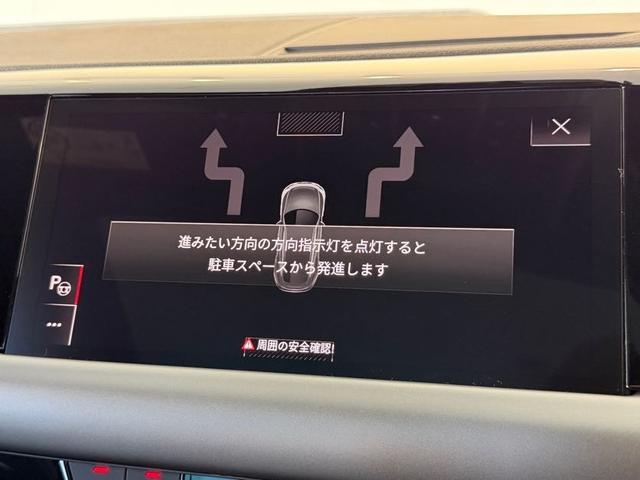 進みたい方向の方向指示灯を点灯すると
駐車スペースから発進します
P
周囲の安全確認!